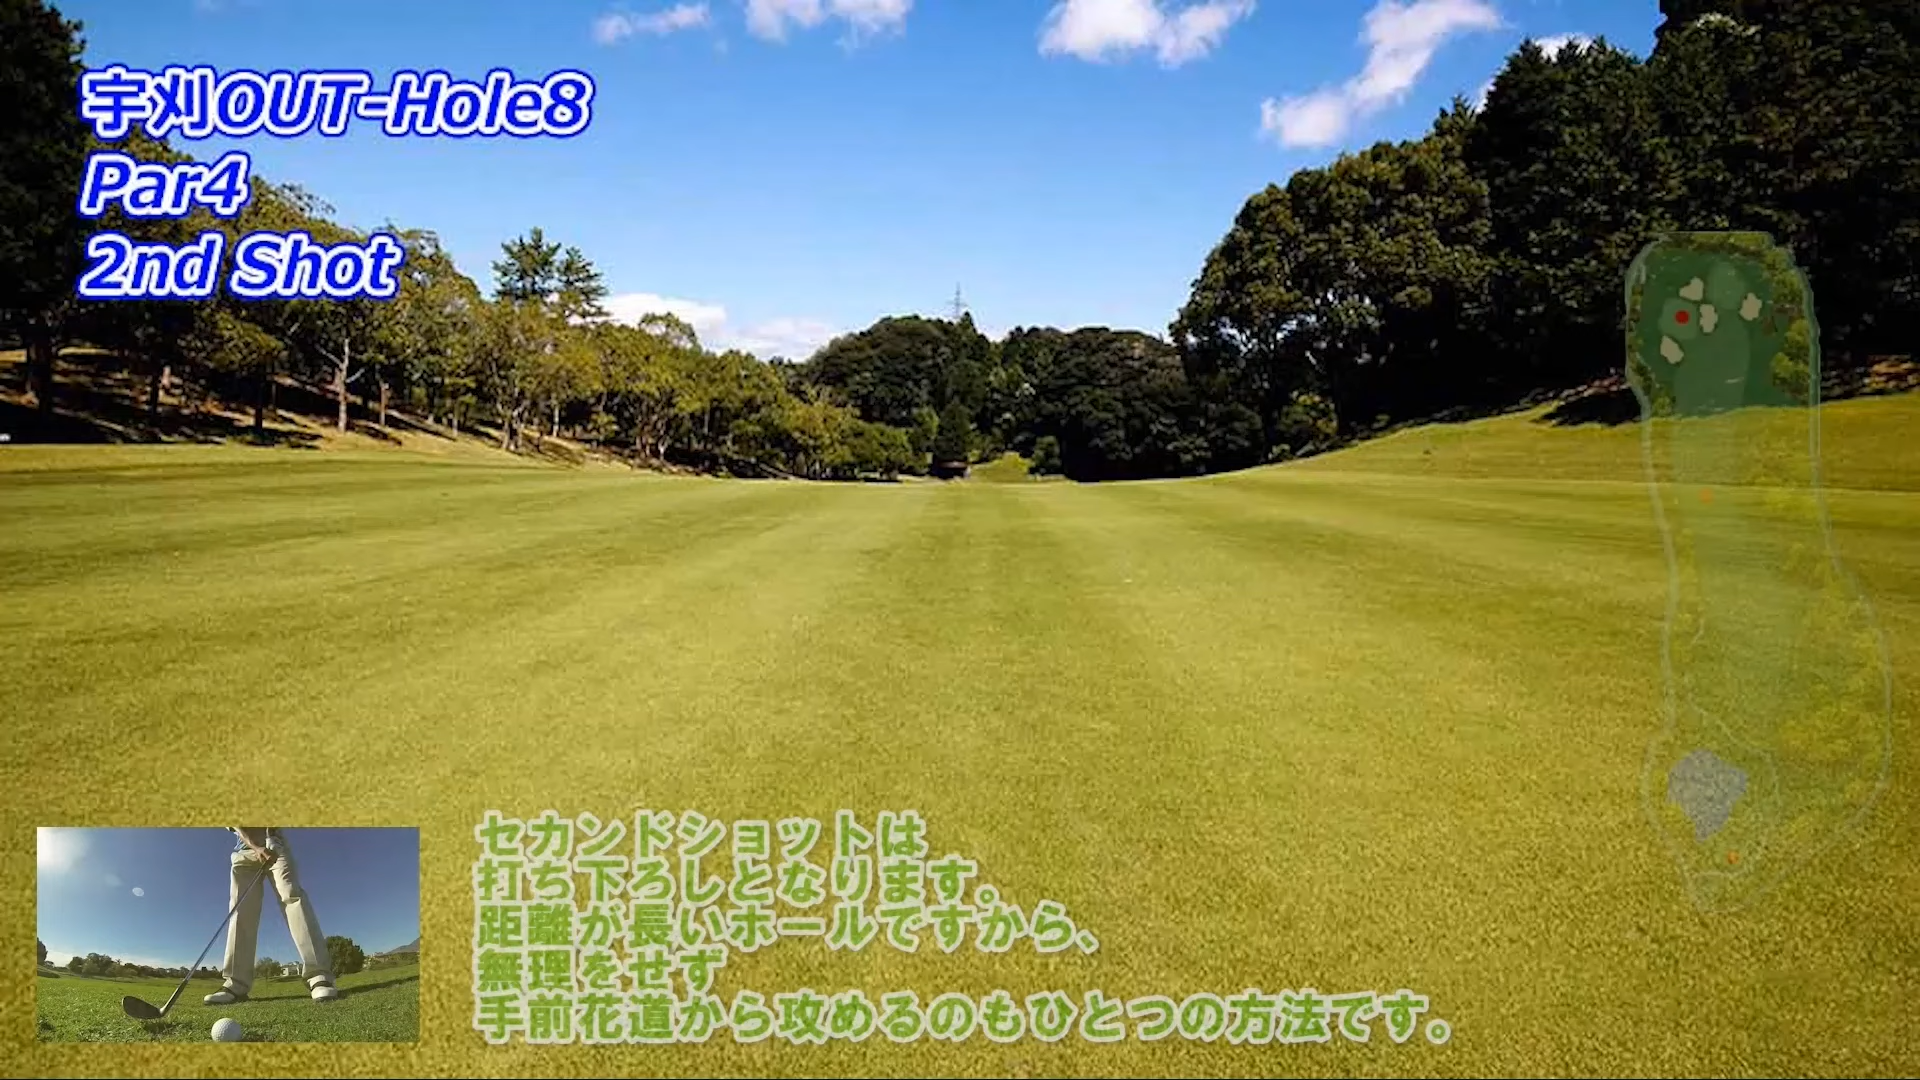 宇刈OUT-Hole8
Par4
2nd Shot
セカンドショットは
打ち下ろしとなります。
距離が長いホールですから、
無理をせず
手前花道から攻めるのもひとつの方法です。